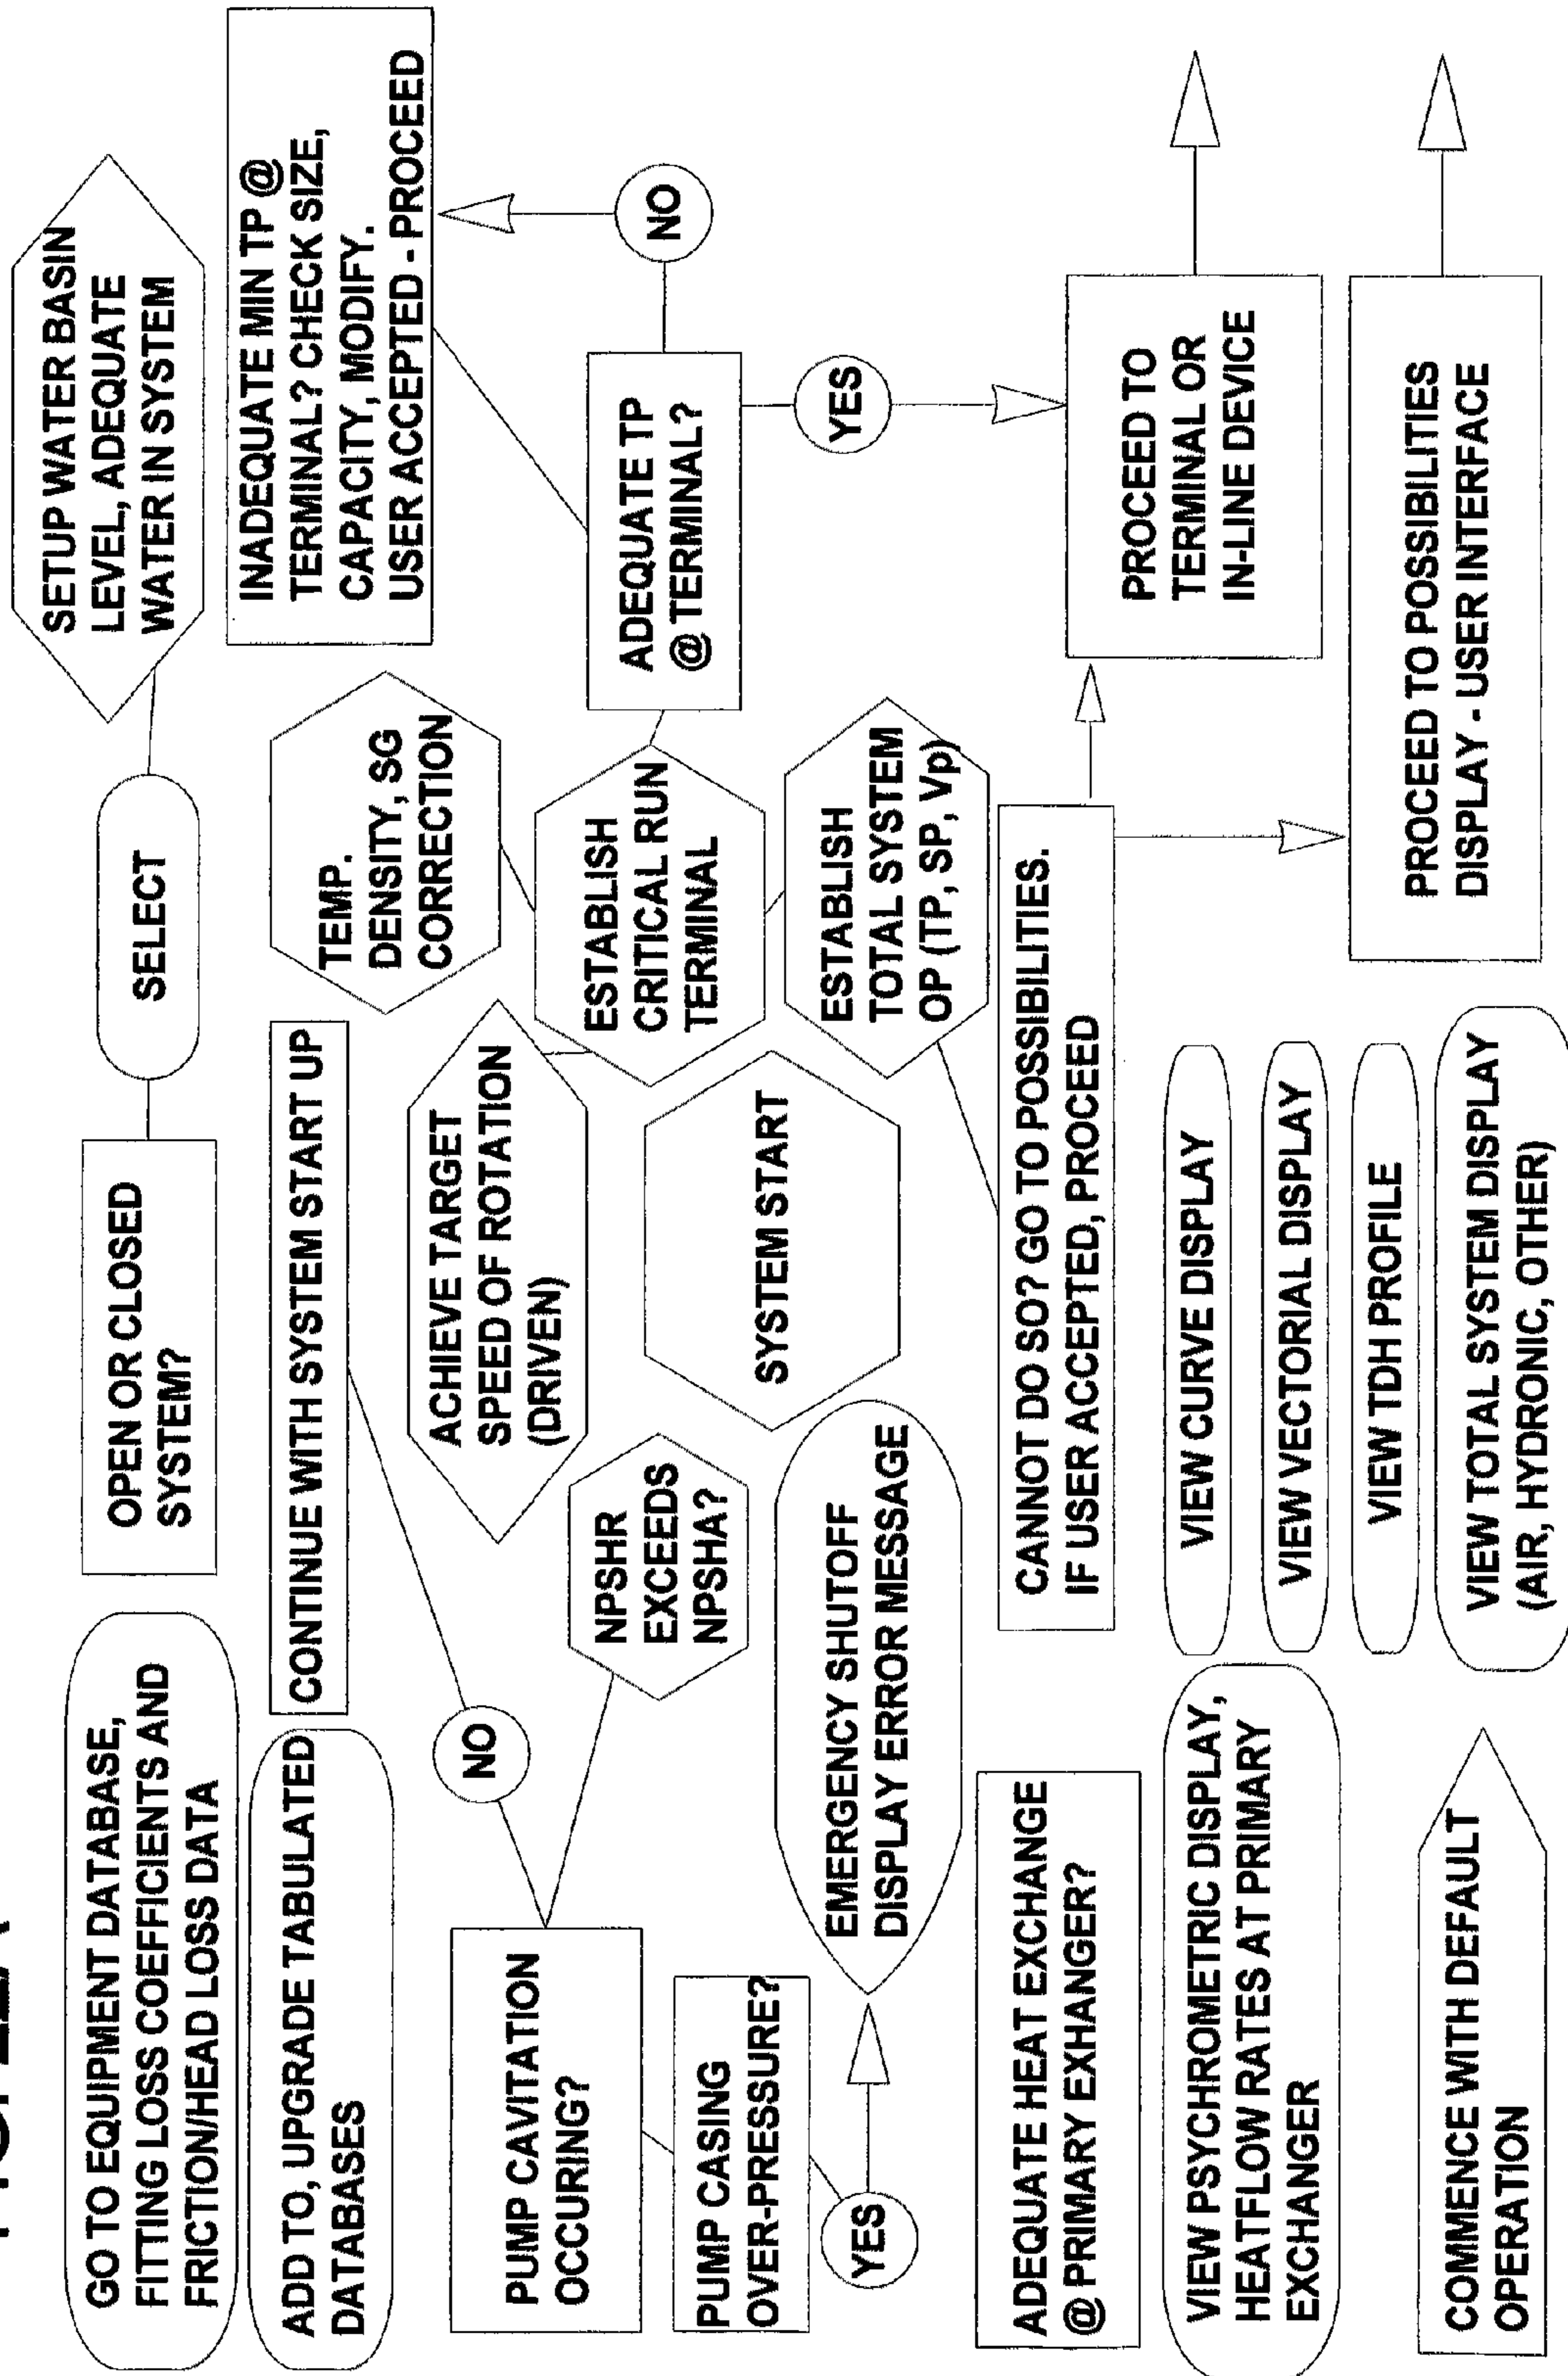 GO TO EQUIPMENT DATABASE,
FITTING LOSS COEFFICIENTS AND
FRICTION/HEAD LOSS DATA
OPEN OR CLOSED
SYSTEM?
SELECT
SETUP WATER BASIN
LEVEL, ADEQUATE
WATER IN SYSTEM
ADD TO, UPGRADE TABULATED
DATABASES
CONTINUE WITH SYSTEM START UP
TEMP.
DENSITY, SG
CORRECTION
INADEQUATE MIN TP @
TERMINAL? CHECK SIZE,
CAPACITY, MODIFY.
USER ACCEPTED - PROCEED
NO
ACHIEVE TARGET
SPEED OF ROTATION
(DRIVEN)
PUMP CAVITATION
OCCURING?
NPSHR
EXCEEDS
NPSHA?
ESTABLISH
CRITICAL RUN
TERMINAL
ADEQUATE TP
@ TERMINAL?
NO
PUMP CASING
OVER-PRESSURE?
SYSTEM START
YES
EMERGENCY SHUTOFF
DISPLAY ERROR MESSAGE
ESTABLISH
TOTAL SYSTEM
OP (TP, SP, Vp)
YES
ADEQUATE HEAT EXCHANGE
@ PRIMARY EXHANGER?
CANNOT DO SO? GO TO POSSIBILITIES.
IF USER ACCEPTED, PROCEED
PROCEED TO
TERMINAL OR
IN-LINE DEVICE
VIEW PSYCHROMETRIC DISPLAY,
HEATFLOW RATES AT PRIMARY
EXCHANGER
VIEW CURVE DISPLAY
VIEW VECTORIAL DISPLAY
VIEW TDH PROFILE
PROCEED TO POSSIBILITIES
DISPLAY - USER INTERFACE
COMMENCE WITH DEFAULT
OPERATION
VIEW TOTAL SYSTEM DISPLAY
(AIR, HYDRONIC, OTHER)